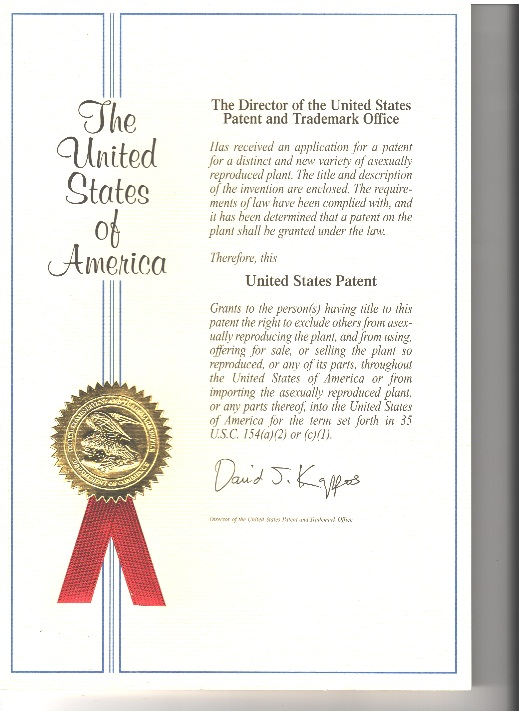 The
United
States
of
America
The Director of the United States
Patent and Trademark Office
Has received an application for a patent
for a distinct and new variety of asexually
reproduced plant. The title and description
of the invention are enclosed. The require-
ments of law have been complied with, and
it has been determined that a patent on the
plant shall be granted under the law.
Therefore, this
United States Patent
Grants to the person(s) having title to this
patent the right to exclude others from asex-
ually reproducing the plant, and from using,
offering for sale, or selling the plant so
reproduced, or any of its parts, throughout
the United States of America or from
importing the asexually reproduced plant,
or any parts thereof, into the United States
of America for the term set forth in 35
U.S.C. 154(a)(2) or (c)(1).
David J. Kappos
Director of the United States Patent and Trademark Office
DEPARTMENT OF COMMERCE